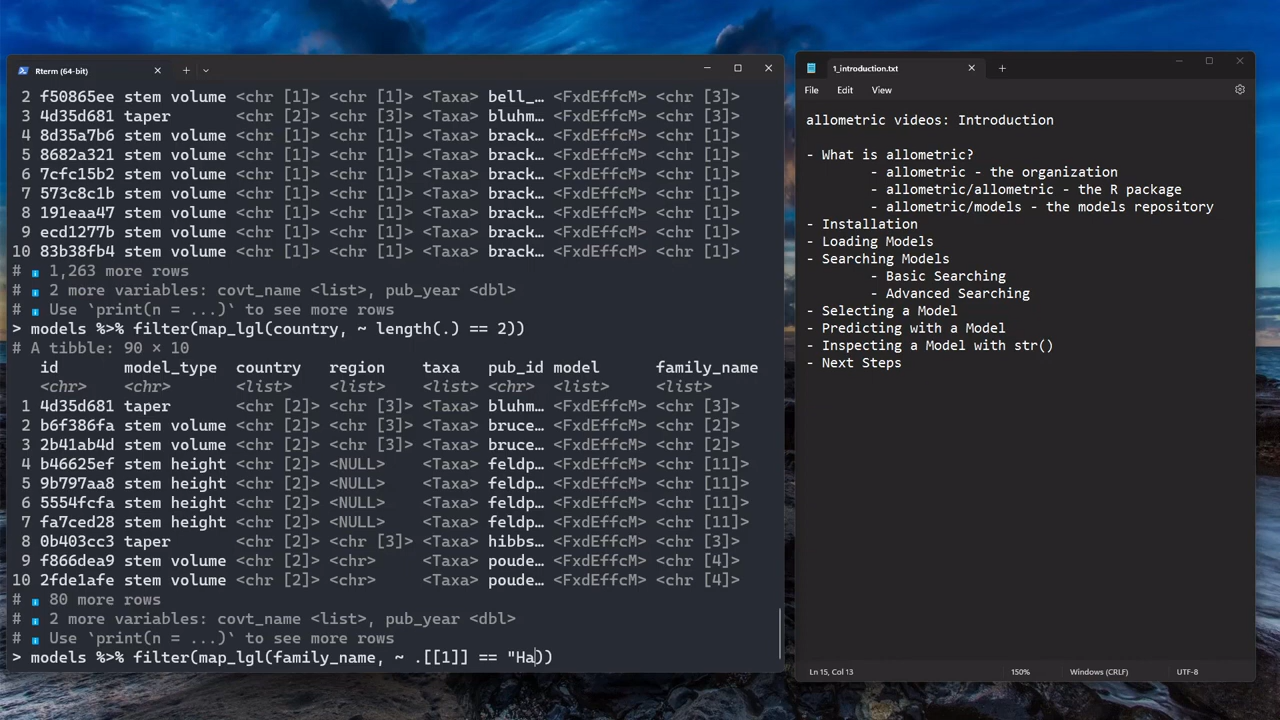 Rterm (64-bit)
2 f50865ee stem volume <chr [1]> <chr [1]> <Taxa> bell_… <FxdEffcM> <chr [3]>
3 4d35d681 taper <chr [2]> <chr [3]> <Taxa> bluhm… <FxdEffcM> <chr [3]>
4 8d35a7b6 stem volume <chr [1]> <chr [1]> <Taxa> brack… <FxdEffcM> <chr [1]>
5 8682a321 stem volume <chr [1]> <chr [1]> <Taxa> brack… <FxdEffcM> <chr [1]>
6 7cfc15b2 stem volume <chr [1]> <chr [1]> <Taxa> brack… <FxdEffcM> <chr [1]>
7 573c8c1b stem volume <chr [1]> <chr [1]> <Taxa> brack… <FxdEffcM> <chr [1]>
8 191eaa47 stem volume <chr [1]> <chr [1]> <Taxa> brack… <FxdEffcM> <chr [1]>
9 ecd1277b stem volume <chr [1]> <chr [1]> <Taxa> brack… <FxdEffcM> <chr [1]>
10 83b38fb4 stem volume <chr [1]> <chr [1]> <Taxa> brack… <FxdEffcM> <chr [1]>
# ℹ 1,263 more rows
# ℹ 2 more variables: covt_name <list>, pub_year <dbl>
# ℹ Use `print(n = ...)` to see more rows
> models %>% filter(map_lgl(country, ~ length(.) == 2))
# A tibble: 90 × 10
id model_type country region taxa pub_id model family_name
<chr> <chr> <list> <list> <list> <chr> <list> <list>
1 4d35d681 taper <chr [2]> <chr [3]> <Taxa> bluhm… <FxdEffcM> <chr [3]>
2 b6f386fa stem volume <chr [2]> <chr [3]> <Taxa> bruce… <FxdEffcM> <chr [2]>
3 2b41ab4d stem volume <chr [2]> <chr [3]> <Taxa> bruce… <FxdEffcM> <chr [2]>
4 b46625ef stem height <chr [2]> <NULL> <Taxa> feldp… <FxdEffcM> <chr [11]>
5 9b797aa8 stem height <chr [2]> <NULL> <Taxa> feldp… <FxdEffcM> <chr [11]>
6 5554fcfa stem height <chr [2]> <NULL> <Taxa> feldp… <FxdEffcM> <chr [11]>
7 fa7ced28 stem height <chr [2]> <NULL> <Taxa> feldp… <FxdEffcM> <chr [11]>
8 0b403cc3 taper <chr [2]> <chr [3]> <Taxa> hibbs… <FxdEffcM> <chr [3]>
9 f866dea9 stem volume <chr [2]> <chr> <Taxa> poude… <FxdEffcM> <chr [4]>
10 2fde1afe stem volume <chr [2]> <chr> <Taxa> poude… <FxdEffcM> <chr [4]>
# ℹ 80 more rows
# ℹ 2 more variables: covt_name <list>, pub_year <dbl>
# ℹ Use `print(n = ...)` to see more rows
> models %>% filter(map_lgl(family_name, ~ .[[1]] == "Ha))
1_introduction.txt
File Edit View
allometric videos: Introduction
- What is allometric?
- allometric - the organization
- allometric/allometric - the R package
- allometric/models - the models repository
- Installation
- Loading Models
- Searching Models
- Basic Searching
- Advanced Searching
- Selecting a Model
- Predicting with a Model
- Inspecting a Model with str()
- Next Steps
Ln 15, Col 13 150% Windows (CRLF) UTF-8